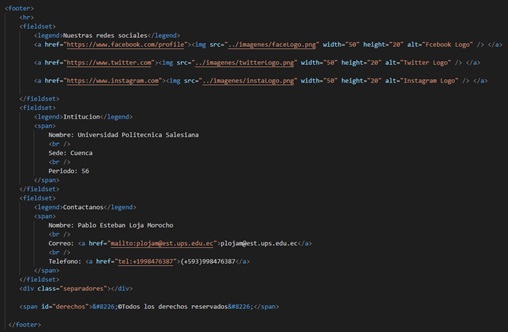 <footer>
<hr>
<fieldset>
<legend>Nuestras redes sociales</legend>
<a href="https://www.facebook.com/profile"><img src="../imagenes/faceLogo.png" width="50" height="20" alt="Fcebook Logo" /> </a>
<a href="https://www.twitter.com"><img src="../imagenes/twitterLogo.png" width="50" height="20" alt="Twitter Logo" /> </a>
<a href="https://www.instagram.com"><img src="../imagenes/instaLogo.png" width="50" height="20" alt="Instagram Logo" /> </a>
</fieldset>
<fieldset>
<legend>Intitucion</legend>
<span>
Nombre: Universidad Politecnica Salesiana
<br />
Sede: Cuenca
<br />
Periodo: 56
</span>
</fieldset>
<fieldset>
<legend>Contactanos</legend>
<span>
Nombre: Pablo Esteban Loja Morocho
<br />
Correo: <a href="mailto:plojam@est.ups.edu.ec">plojam@est.ups.edu.ec</a>
<br />
Telefono: <a href="tel:+1998476387">(+593)998476387</a>
</span>
</fieldset>
<div class="separadores"></div>
<span id="derechos">&#8226;©Todos los derechos reservados&#8226;</span>
</footer>